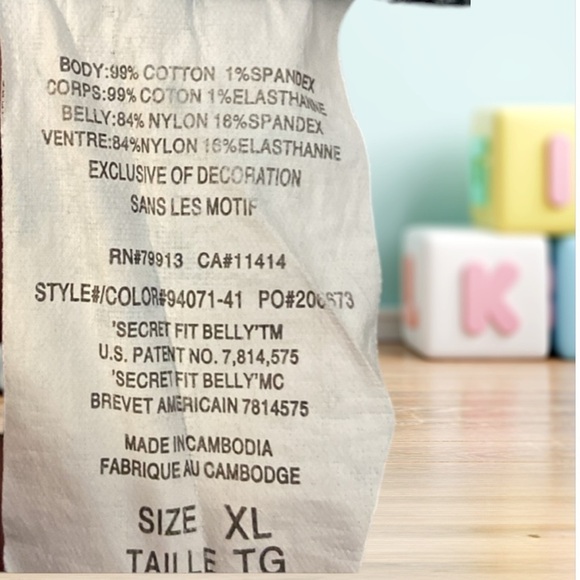 BODY:99% COTTON 1%SPANDEX
CORPS:99% COTON 1%ELASTHANNE
BELLY:84% NYLON 16%SPANDEX
VENTRE:84%NYLON 16%ELASTHANNE
EXCLUSIVE OF DECORATION
SANS LES MOTIF
RN#79913 CA#11414
STYLE#/COLOR#94071-41
'SECRET FIT BELLY'TM
U.S. PATENT NO. 7,814,575
'SECRET FIT BELLY'MC
BREVET AMERICAIN 7814575
MADE IN CAMBODIA
FABRIQUE AU CAMBODGE
SIZE XL
TAILLE TG
K